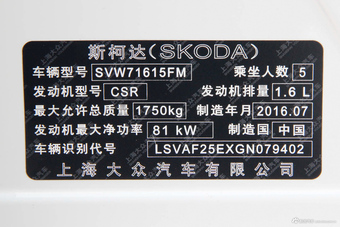 斯柯达(SKODA)
车辆型号 SVW71615FM 乘坐人数 5
发动机型号 CSR 发动机排量 1.6 L
最大允许总质量 1750kg 制造年月 2016.07
发动机最大净功率 81 kW 制造国 中国
车辆识别代号 LSVAF25EXGN079402
上海大众汽车有限公司